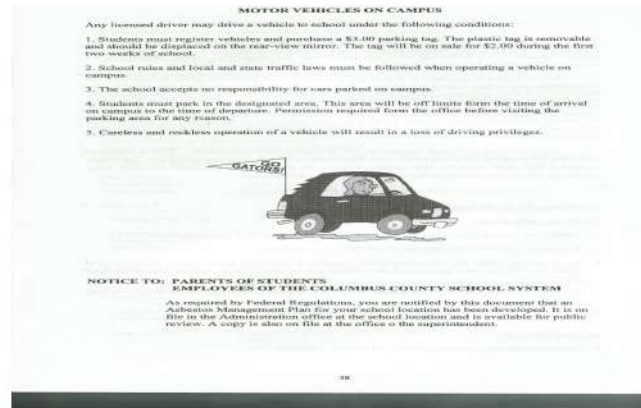 MOTOR VEHICLES ON CAMPUS
Any licensed driver may drive a vehicle to school under the following conditions:
1. Students must register vehicles and purchase a $3.00 parking tag. The plastic tag is removable
and should be displaced on the rear-view mirror. The tag will be on sale for $2.00 during the first
two weeks of school.
2. School rules and local and state traffic laws must be followed when operating a vehicle on
campus.
3. The school accepts no responsibility for cars parked on campus.
4. Students must park in the designated area. This area will be off limits form the time of arrival
on campus to the time of departure. Permission required form the office before visiting the
parking area for any reason.
5. Careless and reckless operation of a vehicle will result in a loss of driving privileges.
GO
GATORS!
NOTICE TO: PARENTS OF STUDENTS
EMPLOYEES OF THE COLUMBUS COUNTY SCHOOL SYSTEM
As required by Federal Regulations, you are notified by this document that an
Asbestos Management Plan for your school location has been developed. It is on
file in the Administration office at the school location and is available for public
review. A copy is also on file at the office o the superintendent.
38